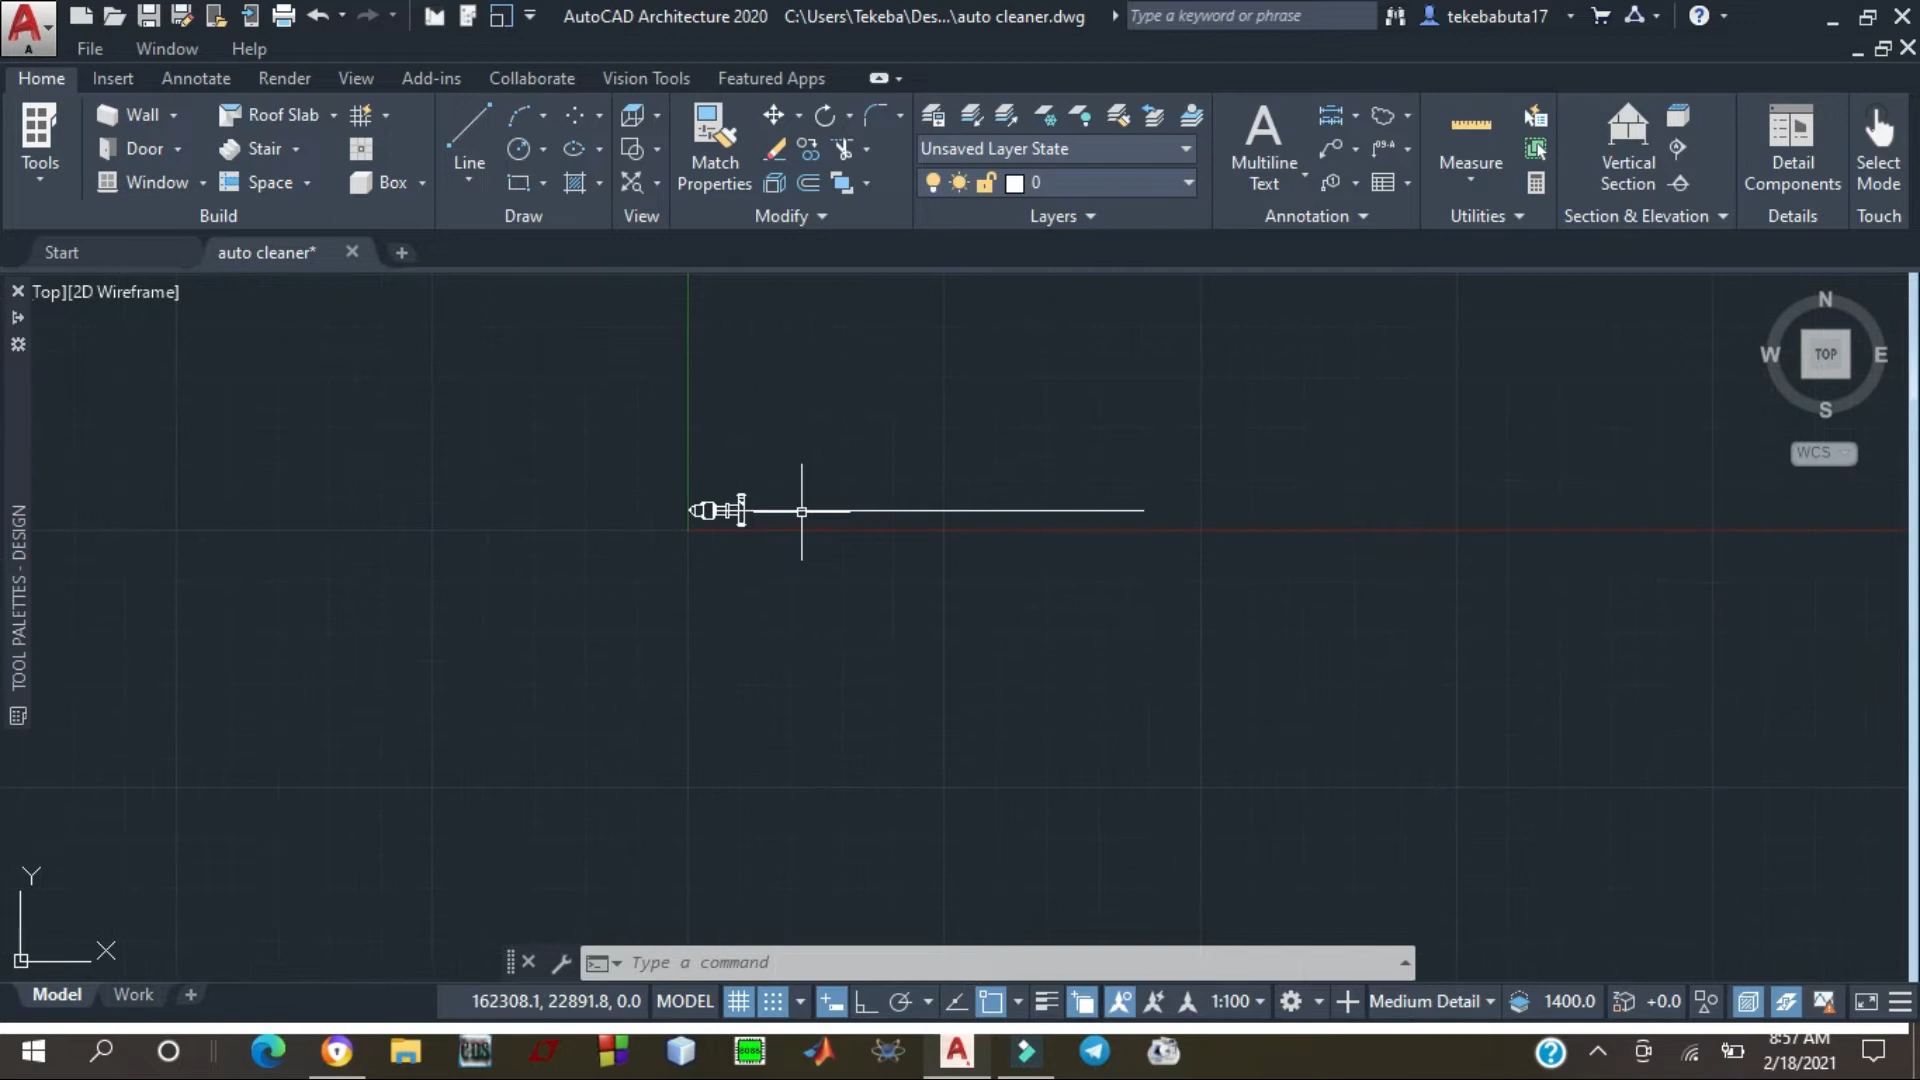 AutoCAD Architecture 2020 C:\Users\Tekeba\Des...\auto cleaner.dwg Type a keyword or phrase tekebabuta17
File Window Help
Home Insert Annotate Render View Add-ins Collaborate Vision Tools Featured Apps
Tools
Wall
Door
Window
Roof Slab
Stair
Space
Box
Build
Line
Draw
View
Match Properties
Modify
Unsaved Layer State
0
Layers
Multiline Text
Annotation
Measure
Utilities
Vertical Section
Section & Elevation
Detail Components
Details
Select Mode
Touch
Start auto cleaner*
Top][2D Wireframe]
N
W TOP E
S
WCS
TOOL PALETTES - DESIGN
Y
X
Type a command
Model Work
162308.1, 22891.8, 0.0 MODEL 1:100 Medium Detail 1400.0 +0.0
8:57 AM
2/18/2021